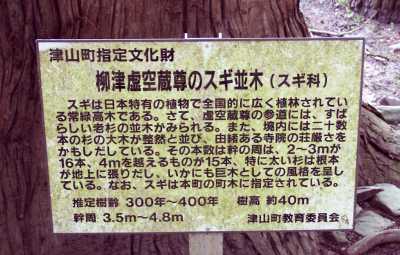 津山町指定文化財
柳津虚空蔵尊のスギ並木（スギ科）
スギは日本特有の植物で全国的に広く植林されてい
る常緑高木である。さて、虚空蔵尊の参道には、すば
らしい老杉の並木がみられる。また、境内には二十数
本の杉の大木が整然と並び、由緒ある寺院の荘厳さを
かもしだしている。その本数は幹の周、2～3mが
16本、4mを越えるものが15本、特に太い杉は根本
が地上に張りだし、いかにも巨木としての風格を呈し
ている。なお、スギは本町の町木に指定されている。
推定樹齢 300年～400年 樹高 約40m
幹周 3.5m～4.8m 津山町教育委員会